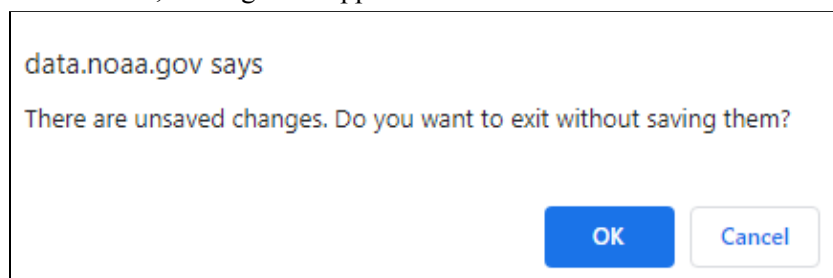 data.noaa.gov says
There are unsaved changes. Do you want to exit without saving them?
OK Cancel